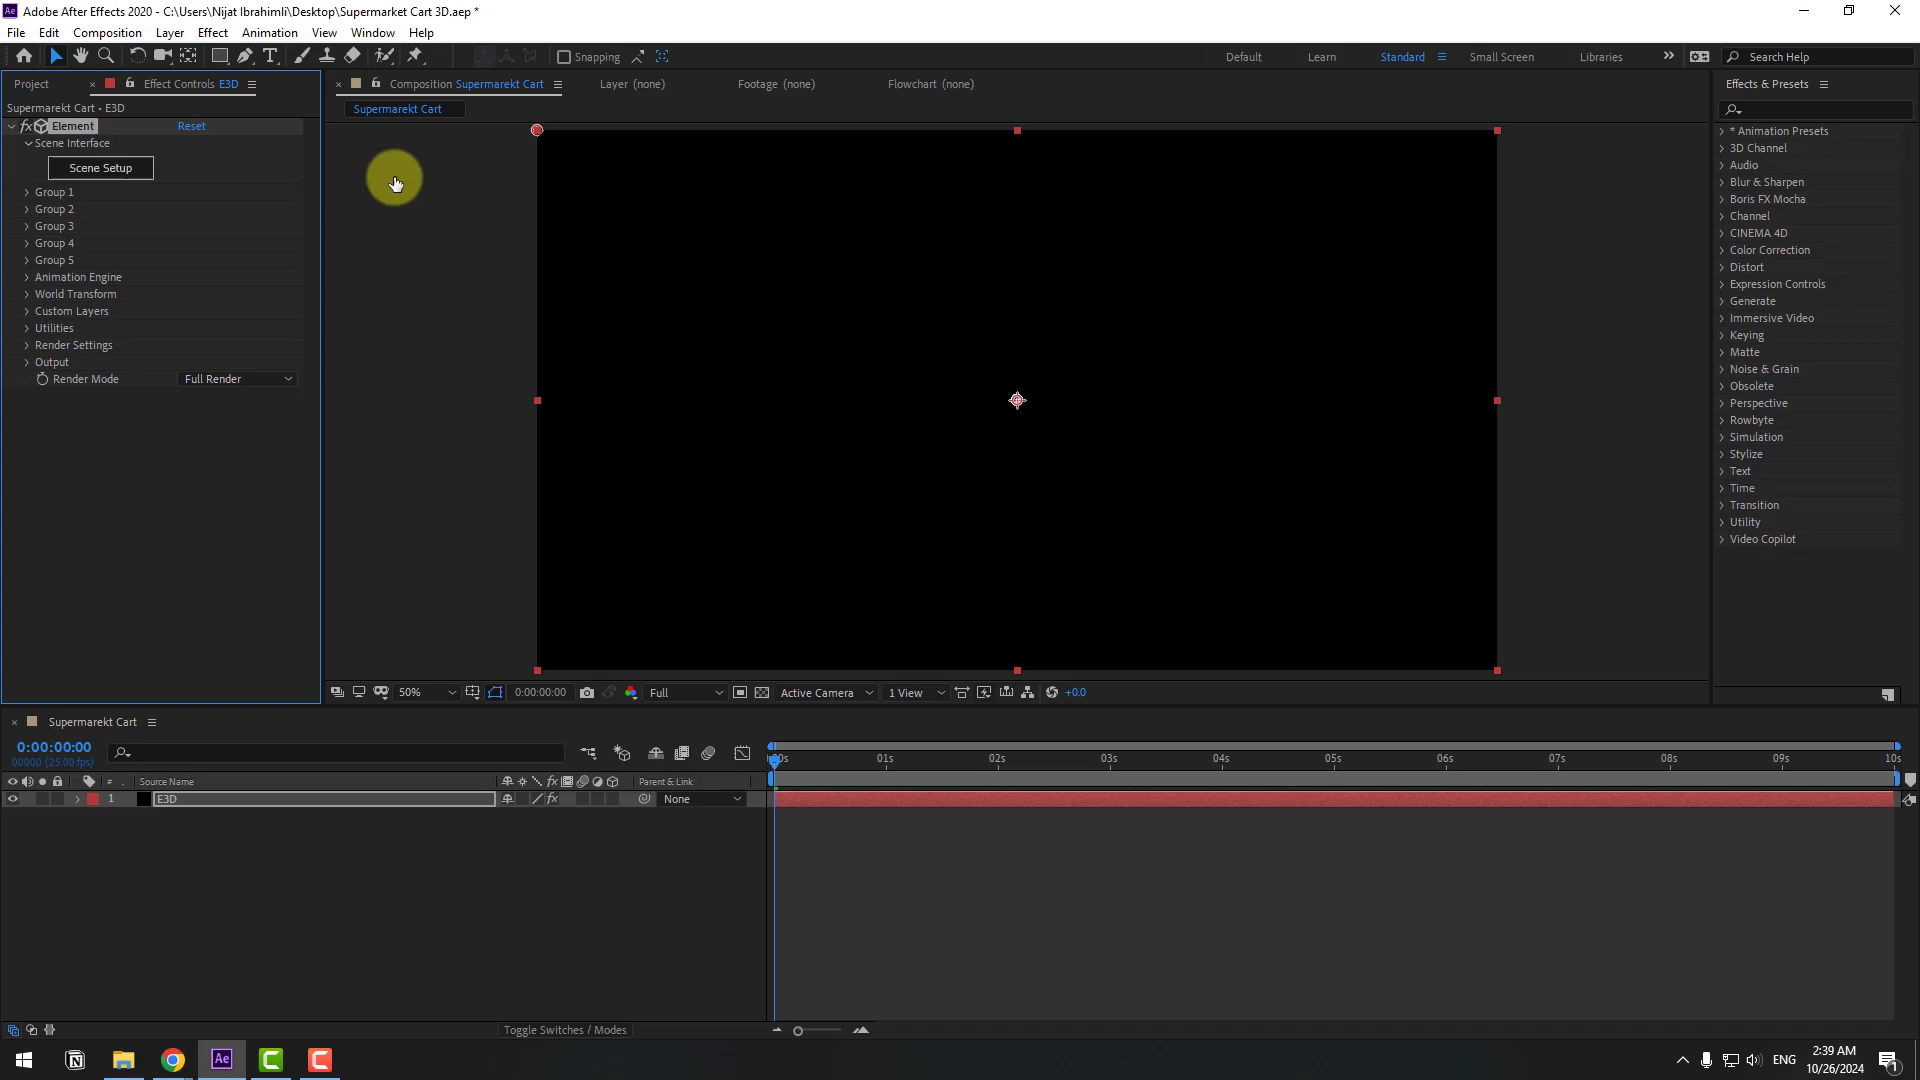 Adobe After Effects 2020 - C:\Users\Nijat Ibrahimli\Desktop\Supermarket Cart 3D.aep *
File Edit Composition Layer Effect Animation View Window Help
Snapping Default Learn Standard Small Screen Libraries Search Help
Project Effect Controls E3D Composition Supermarekt Cart Layer (none) Footage (none) Flowchart (none) Effects & Presets
Supermarekt Cart • E3D Supermarekt Cart
fx Element Reset
Scene Interface
Scene Setup
Group 1
Group 2
Group 3
Group 4
Group 5
Animation Engine
World Transform
Custom Layers
Utilities
Render Settings
Output
Render Mode Full Render
* Animation Presets
3D Channel
Audio
Blur & Sharpen
Boris FX Mocha
Channel
CINEMA 4D
Color Correction
Distort
Expression Controls
Generate
Immersive Video
Keying
Matte
Noise & Grain
Obsolete
Perspective
Rowbyte
Simulation
Stylize
Text
Time
Transition
Utility
Video Copilot
50% 0:00:00:00 Full Active Camera 1 View +0.0
Supermarekt Cart
0:00:00:00
00000 (25.00 fps)
00s 01s 02s 03s 04s 05s 06s 07s 08s 09s 10s
# Source Name fx Parent & Link
1 E3D fx None
Toggle Switches / Modes
Ae ENG 2:39 AM
10/26/2024 1